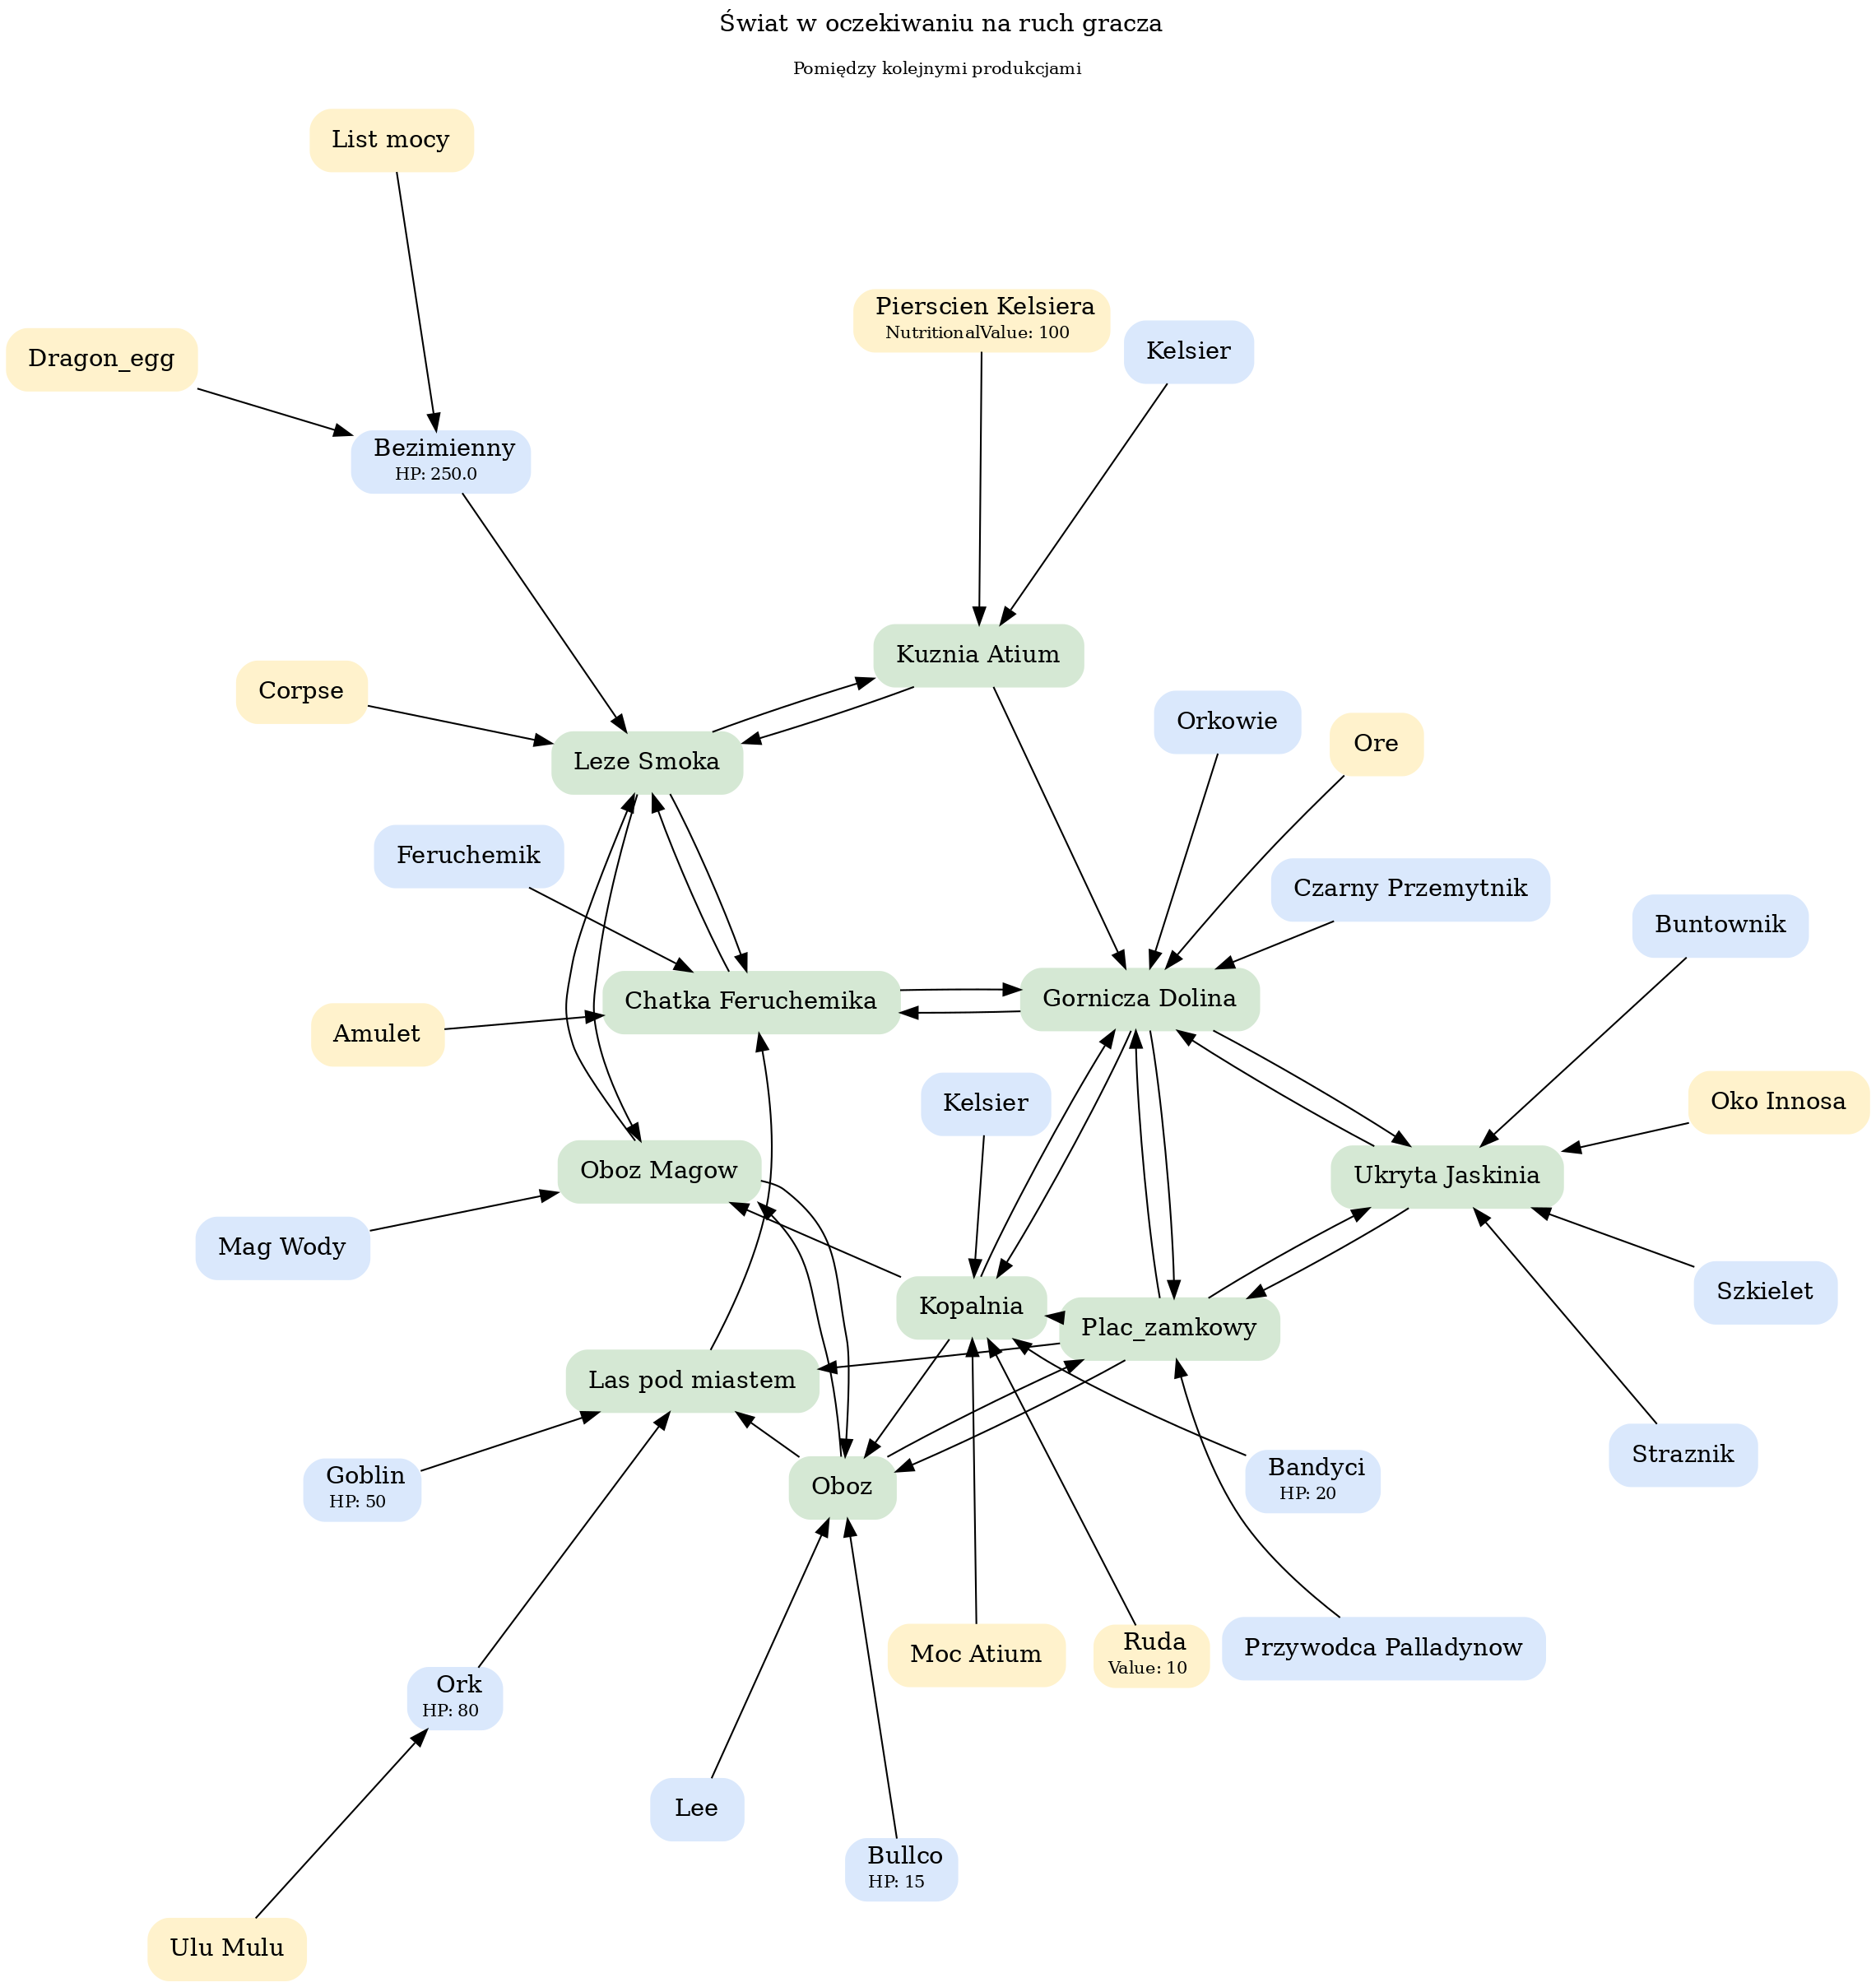 Świat w oczekiwaniu na ruch gracza
Pomiędzy kolejnymi produkcjami
List mocy
Pierscien Kelsiera
NutritionalValue: 100
Kelsier
Dragon_egg
Bezimienny
HP: 250.0
Kuznia Atium
Corpse
Orkowie
Ore
Leze Smoka
Feruchemik
Czarny Przemytnik
Buntownik
Chatka Feruchemika
Gornicza Dolina
Amulet
Kelsier
Oko Innosa
Oboz Magow
Ukryta Jaskinia
Mag Wody
Szkielet
Kopalnia
Plac_zamkowy
Las pod miastem
Straznik
Goblin
HP: 50
Oboz
Bandyci
HP: 20
Moc Atium
Ruda
Value: 10
Przywodca Palladynow
Ork
HP: 80
Lee
Bullco
HP: 15
Ulu Mulu